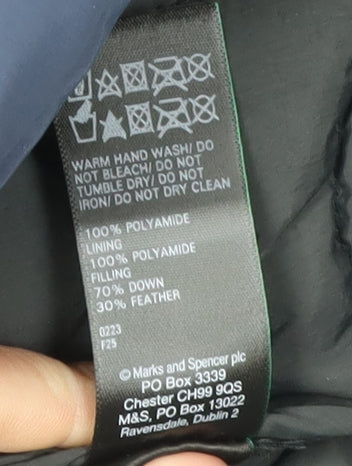 WARM HAND WASH/ DO
NOT BLEACH/ DO NOT
TUMBLE DRY/ DO NOT
IRON/ DO NOT DRY CLEAN
100% POLYAMIDE
LINING
100% POLYAMIDE
FILLING
70% DOWN
30% FEATHER
0223
F25
© Marks and Spencer plc
PO Box 3339
Chester CH99 9QS
M&S, PO Box 13022
Ravensdale, Dublin 2